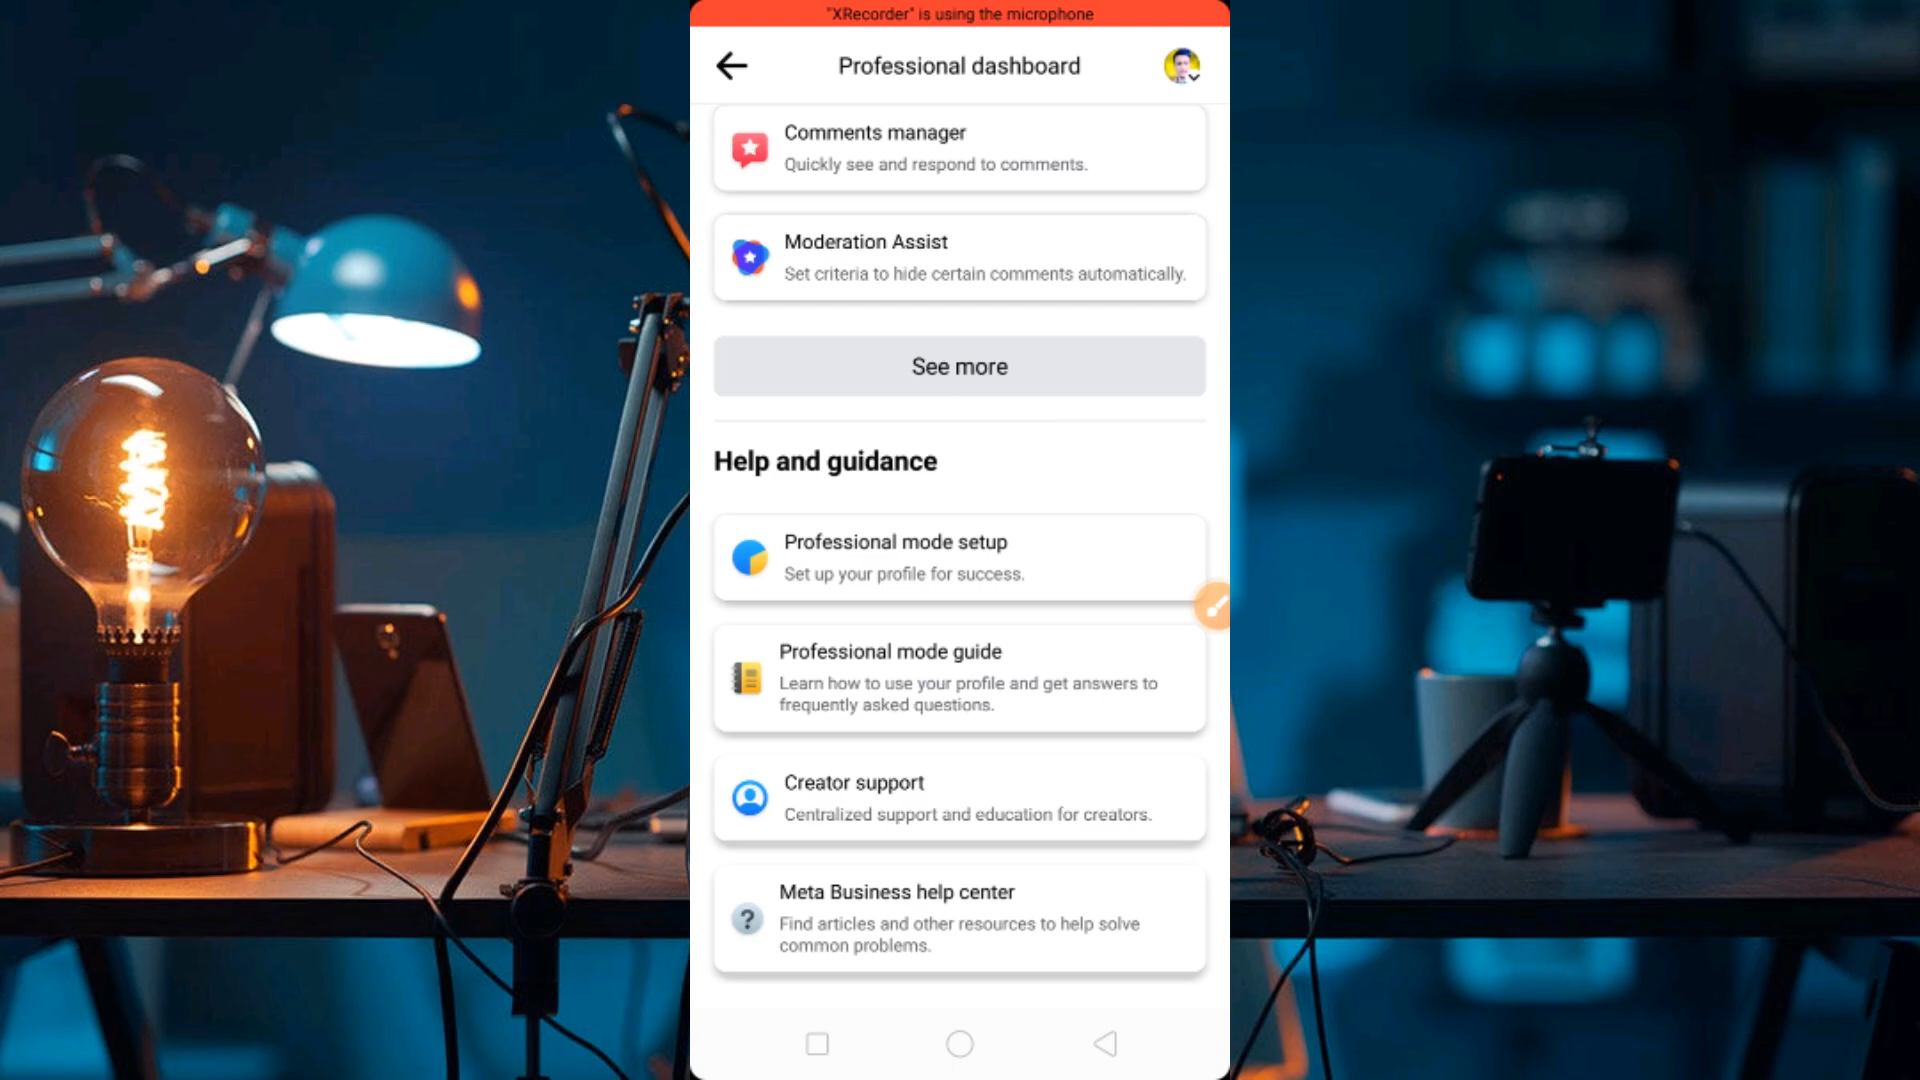 "XRecorder" is using the microphone
Professional dashboard
Comments manager
Quickly see and respond to comments.
Moderation Assist
Set criteria to hide certain comments automatically.
See more
Help and guidance
Professional mode setup
Set up your profile for success.
Professional mode guide
Learn how to use your profile and get answers to
frequently asked questions.
Creator support
Centralized support and education for creators.
Meta Business help center
Find articles and other resources to help solve
common problems.